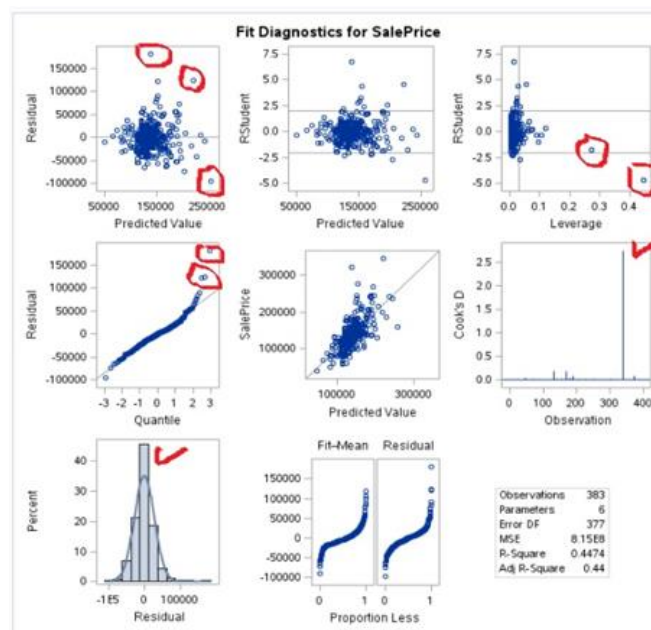 Fit Diagnostics for SalePrice
Residual
150000
100000
50000
0
-50000
-100000
50000 150000 250000
Predicted Value
RStudent
7.5
5.0
2.5
0.0
-2.5
-5.0
50000 150000 250000
Predicted Value
RStudent
7.5
5.0
2.5
0.0
-2.5
-5.0
0.0 0.1 0.2 0.3 0.4
Leverage
Residual
150000
100000
50000
0
-50000
-100000
-3 -2 -1 0 1 2 3
Quantile
SalePrice
300000
200000
100000
100000 300000
Predicted Value
Cook's D
2.5
2.0
1.5
1.0
0.5
0.0
0 100 200 300 400
Observation
Percent
40
30
20
10
0
-1E5 0 100000
Residual
Fit–Mean Residual
150000
100000
50000
0
-50000
-100000
0 1 0 1
Proportion Less
Observations 383
Parameters 6
Error DF 377
MSE 8.15E8
R-Square 0.4474
Adj R-Square 0.44